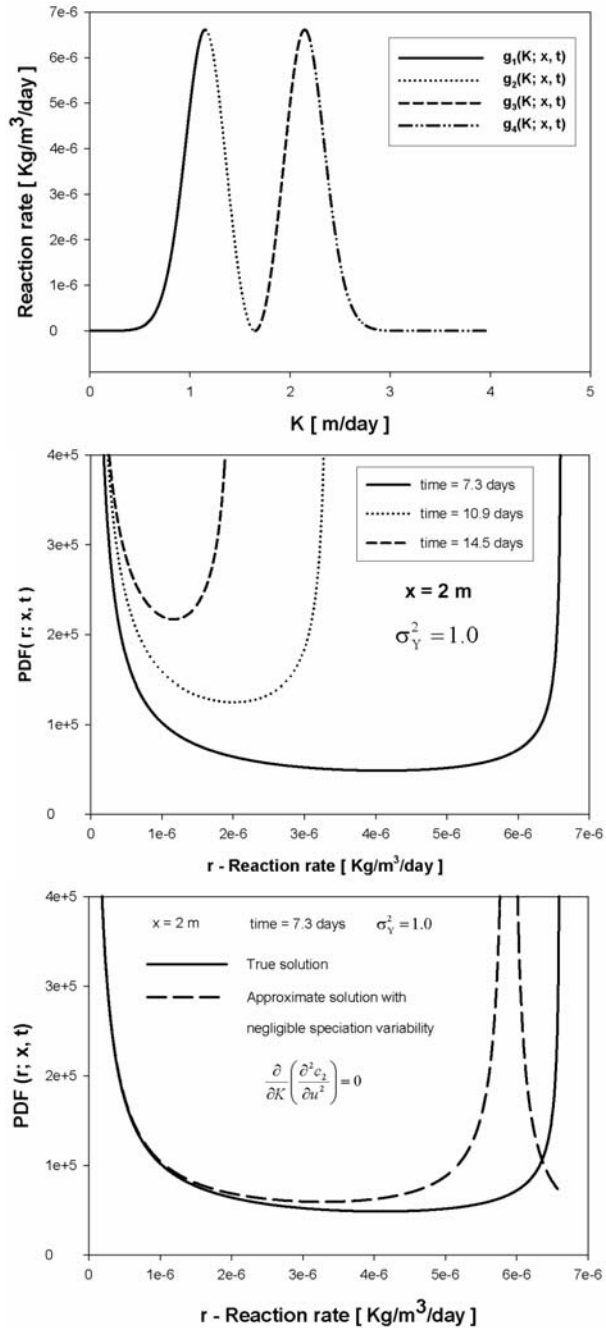 7e-6
6e-6
5e-6
4e-6
3e-6
2e-6
1e-6
0
Reaction rate [ Kg/m³/day ]
g₁(K; x, t)
g₂(K; x, t)
g₃(K; x, t)
g₄(K; x, t)
0 1 2 3 4 5
K [ m/day ]
4e+5
3e+5
2e+5
1e+5
0
PDF( r; x, t )
time = 7.3 days
time = 10.9 days
time = 14.5 days
x = 2 m
σ²_Y = 1.0
0 1e-6 2e-6 3e-6 4e-6 5e-6 6e-6 7e-6
r - Reaction rate [ Kg/m³/day ]
4e+5
3e+5
2e+5
1e+5
0
PDF (r; x, t)
x = 2 m time = 7.3 days σ²_Y = 1.0
True solution
Approximate solution with
negligible speciation variability
∂/∂K (∂²c₂/∂u²) = 0
0 1e-6 2e-6 3e-6 4e-6 5e-6 6e-6 7e-6
r - Reaction rate [ Kg/m³/day ]